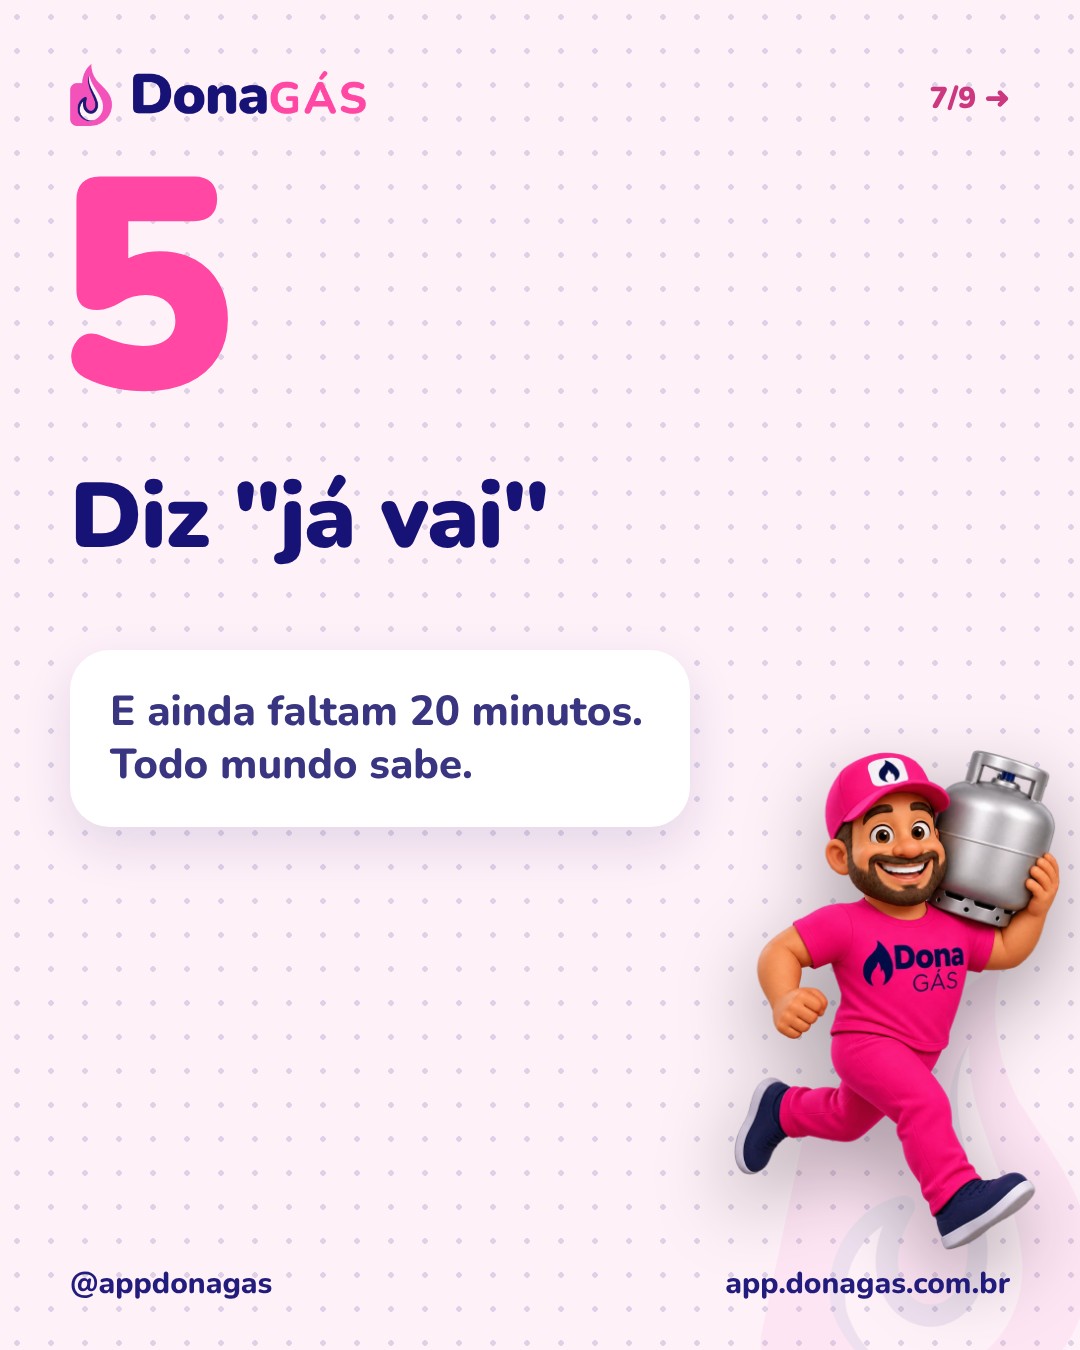 DonaGÁS
7/9 →
5
Diz "já vai"
E ainda faltam 20 minutos.
Todo mundo sabe.
Dona
GÁS
@appdonagas
app.donagas.com.br